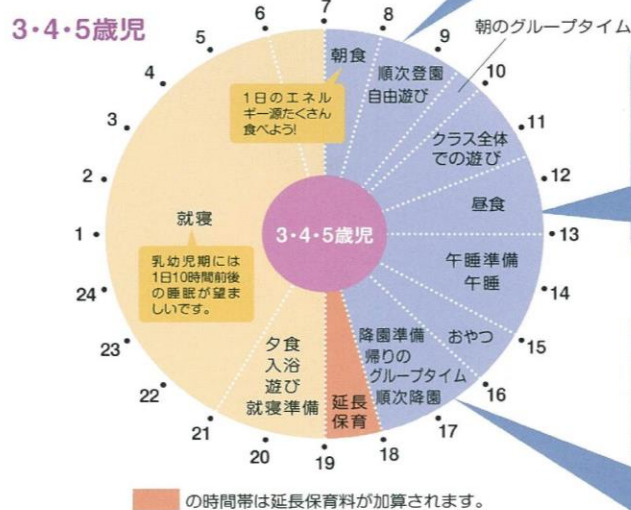 3・4・5歳児
朝のグループタイム
7
8
9
10
11
12
13
14
15
16
17
18
19
20
21
22
23
24
1
2
3
4
5
6
朝食
1日のエネル
ギー源たくさん
食べよう!
順次登園
自由遊び
クラス全体
での遊び
昼食
3・4・5歳児
午睡準備
午睡
おやつ
降園準備
帰りの
グループタイム
順次降園
延長
保育
夕食
入浴
遊び
就寝準備
就寝
乳幼児期には
1日10時間前後
の睡眠が望ま
しいです。
の時間帯は延長保育料が加算されます。